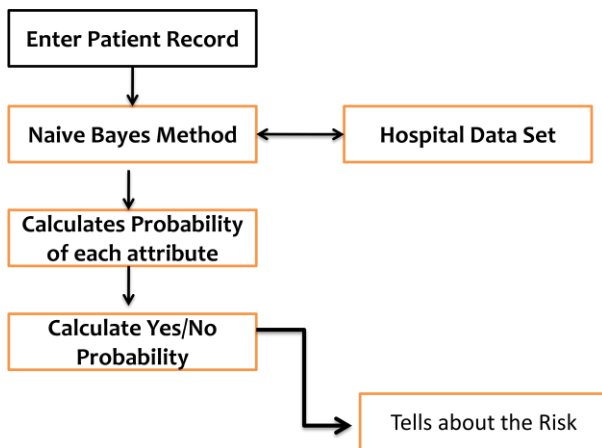 Enter Patient Record
Naive Bayes Method
Hospital Data Set
Calculates Probability
of each attribute
Calculate Yes/No
Probability
Tells about the Risk